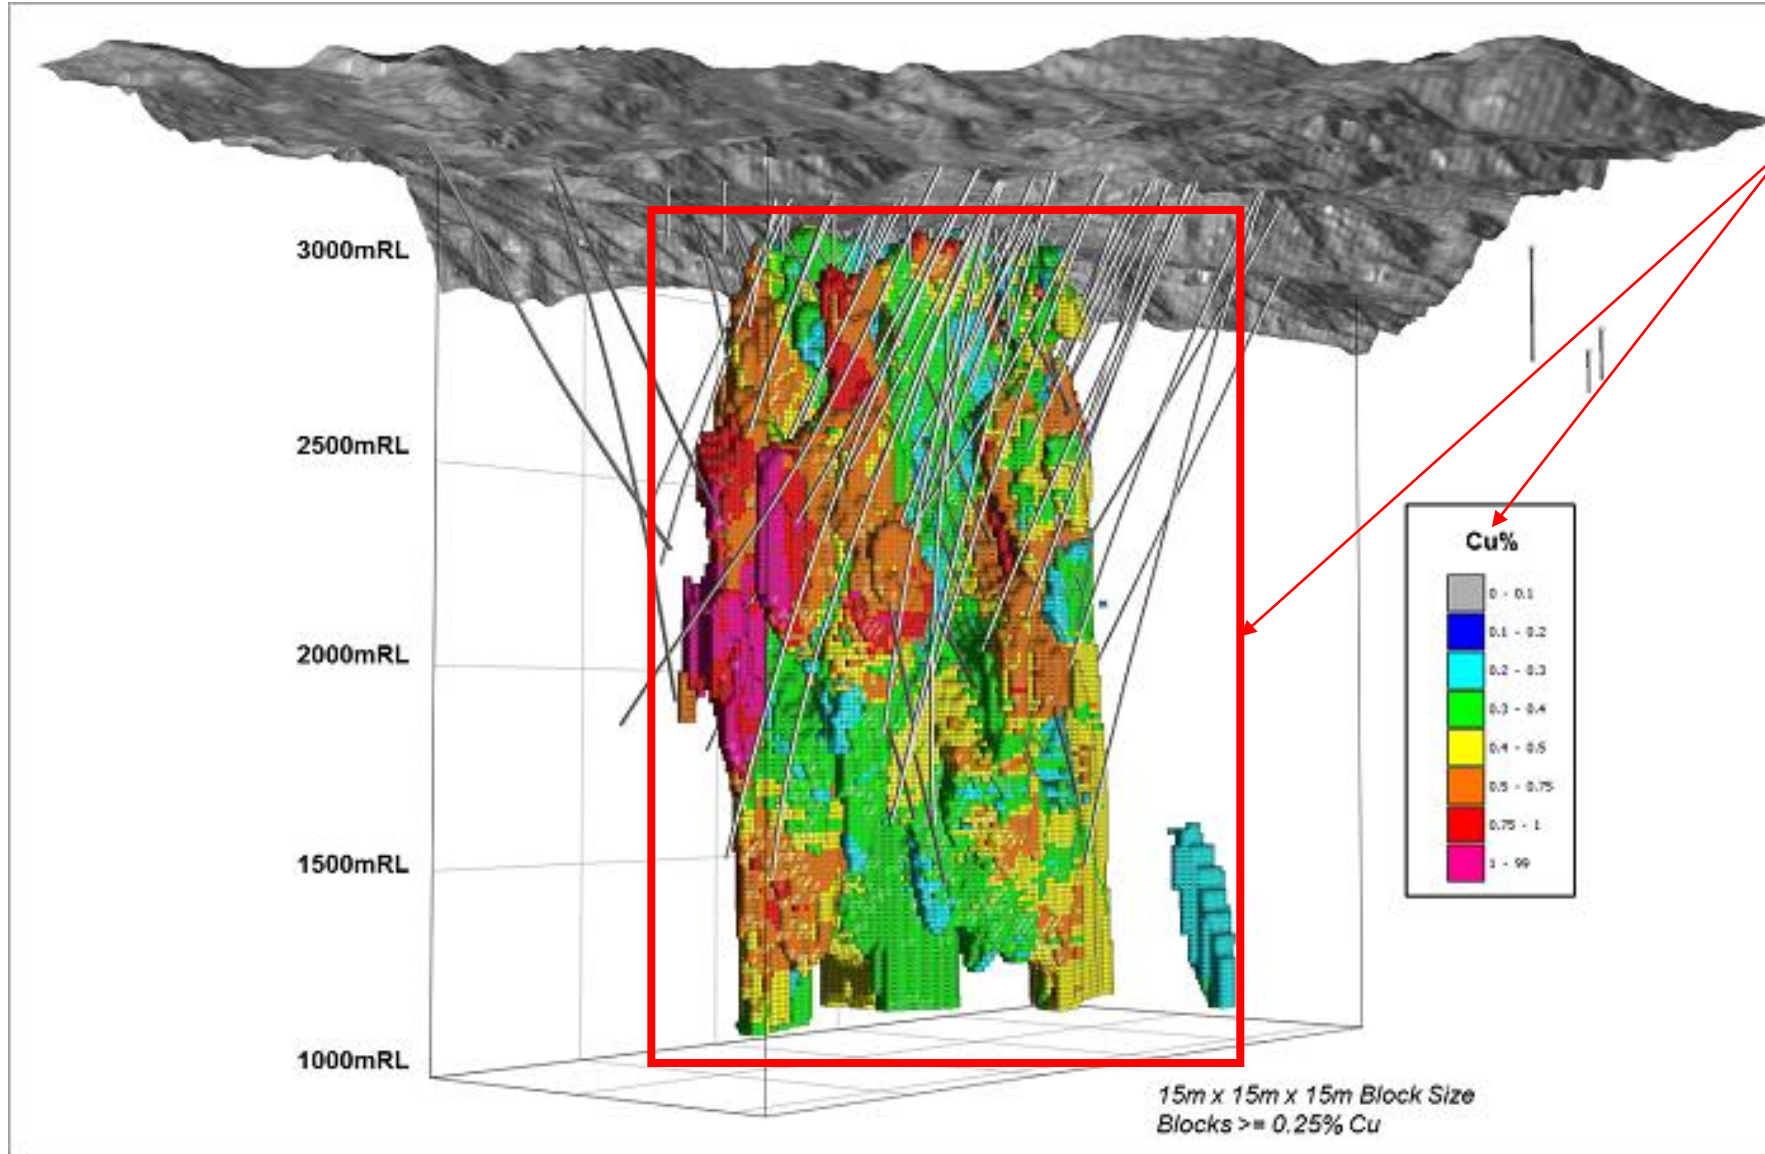 3000mRL
2500mRL
2000mRL
1500mRL
1000mRL
Cu%
0 - 0.1
0.1 - 0.2
0.2 - 0.3
0.3 - 0.4
0.4 - 0.5
0.5 - 0.75
0.75 - 1
1 - 99
15m x 15m x 15m Block Size
Blocks >= 0.25% Cu